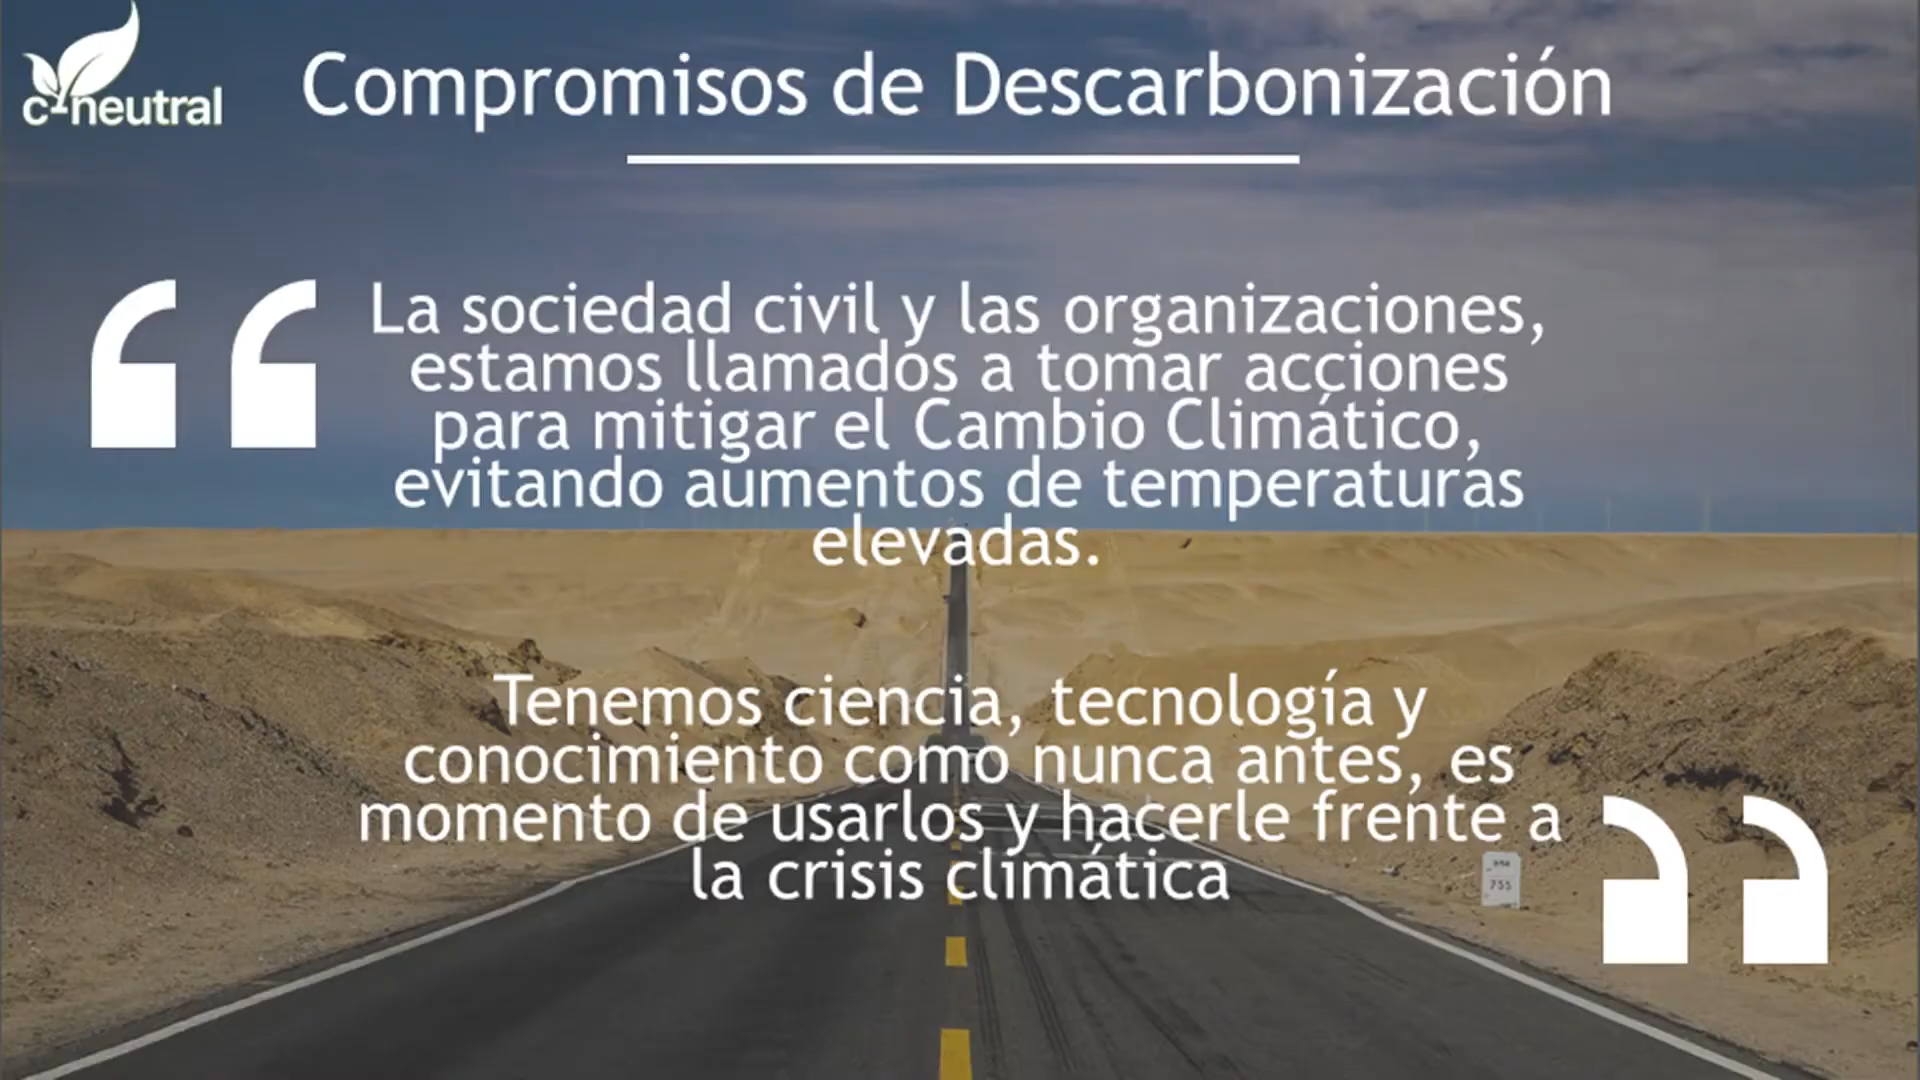 c-neutral
Compromisos de Descarbonización
La sociedad civil y las organizaciones,
estamos llamados a tomar acciones
para mitigar el Cambio Climático,
evitando aumentos de temperaturas
elevadas.
Tenemos ciencia, tecnología y
conocimiento como nunca antes, es
momento de usarlos y hacerle frente a
la crisis climática
755